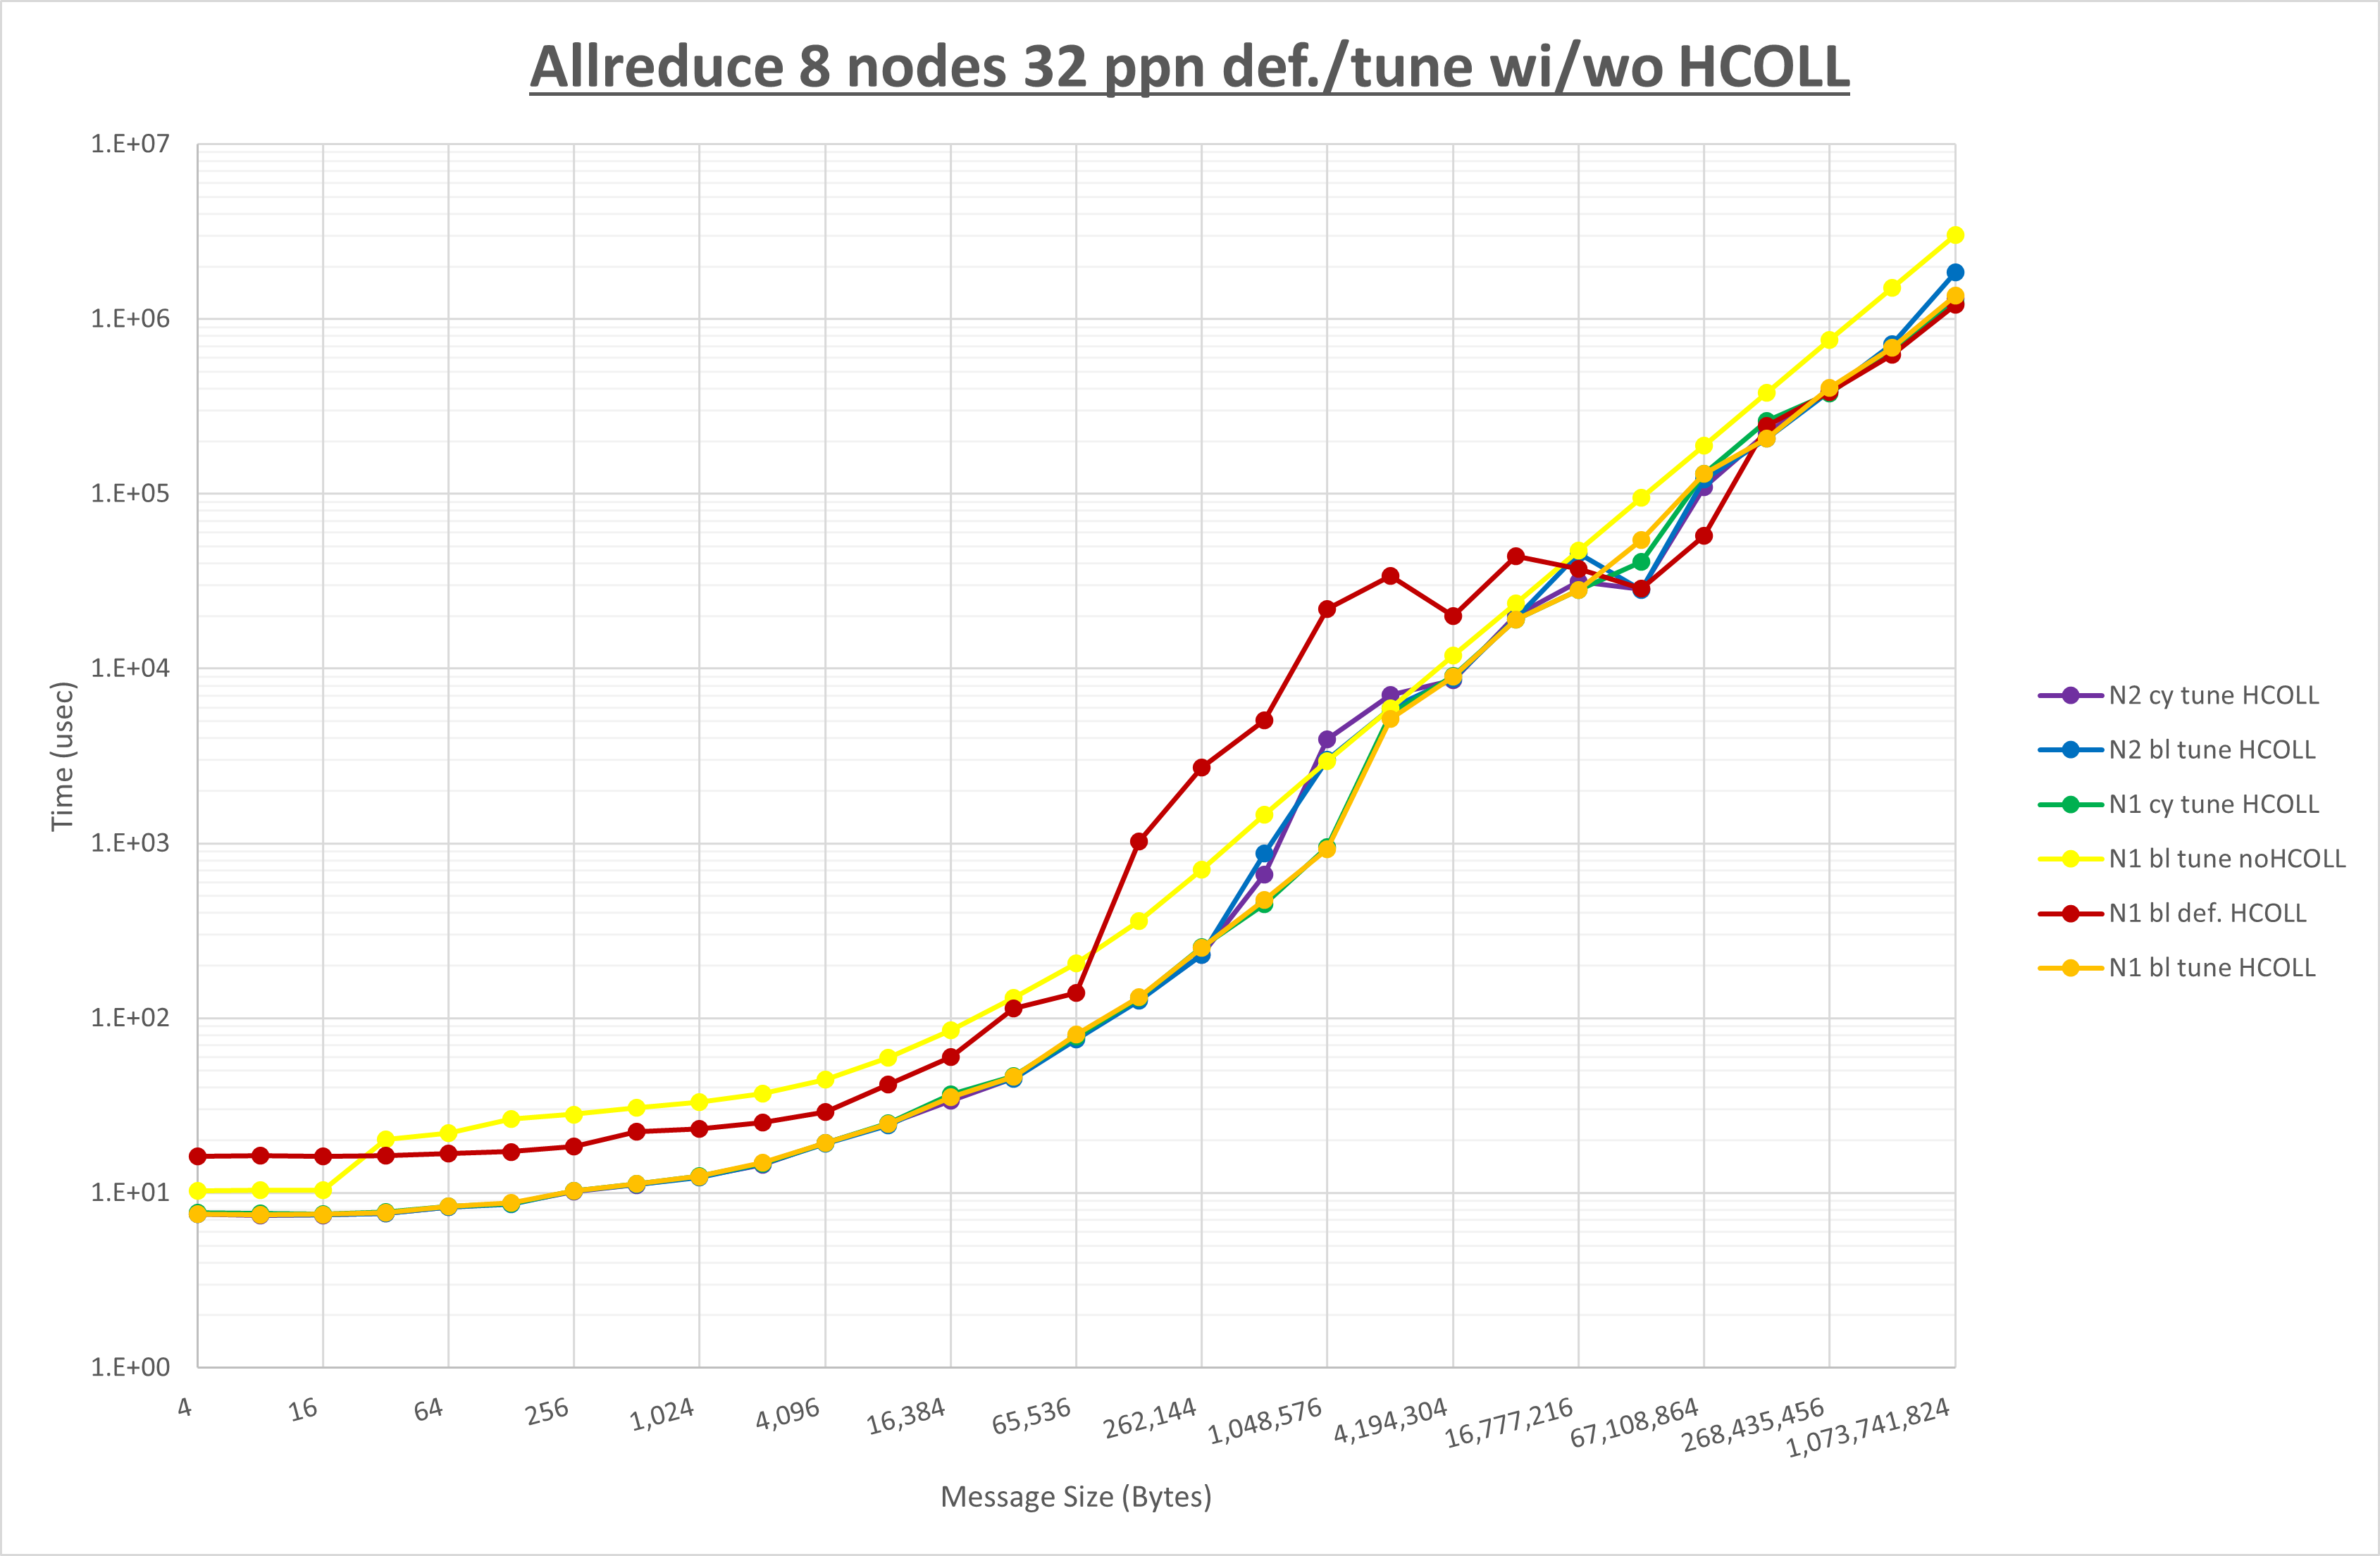 Allreduce 8 nodes 32 ppn def./tune wi/wo HCOLL
1.E+07
1.E+06
1.E+05
1.E+04
1.E+03
1.E+02
1.E+01
1.E+00
Time (usec)
4
16
64
256
1,024
4,096
16,384
65,536
262,144
1,048,576
4,194,304
16,777,216
67,108,864
268,435,456
1,073,741,824
Message Size (Bytes)
N2 cy tune HCOLL
N2 bl tune HCOLL
N1 cy tune HCOLL
N1 bl tune noHCOLL
N1 bl def. HCOLL
N1 bl tune HCOLL